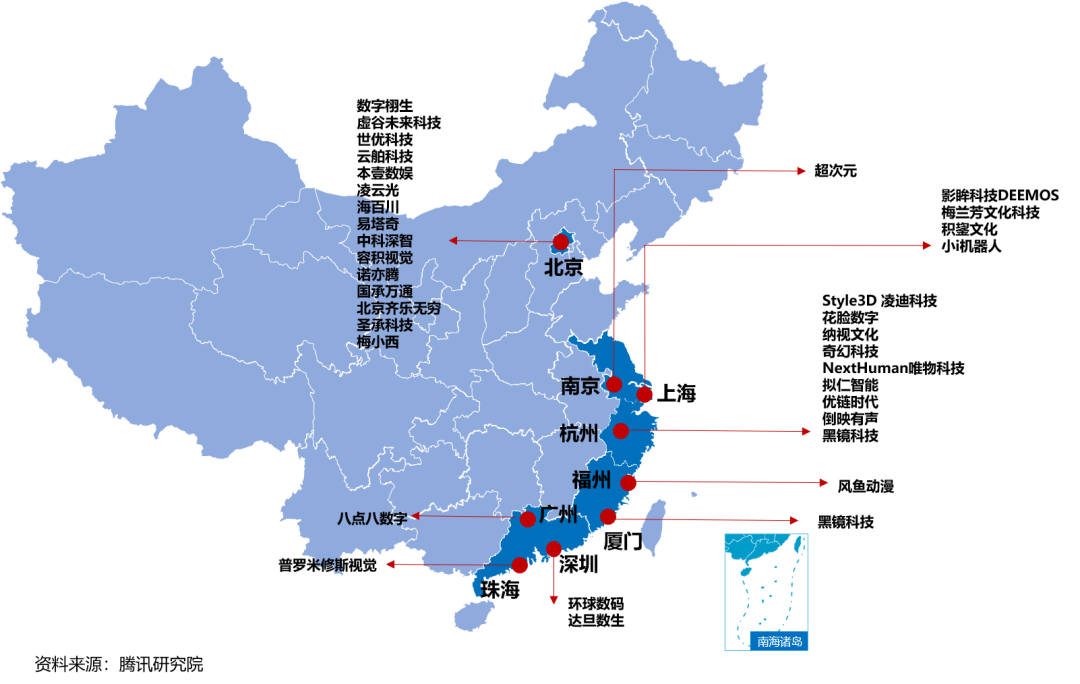 数字栩生
虚谷未来科技
世优科技
云舶科技
本壹数娱
凌云光
海百川
易塔奇
中科深智
容积视觉
诺亦腾
国承万通
北京齐乐无穷
圣承科技
梅小西
北京
超次元
影眸科技DEEMOS
梅兰芳文化科技
积鋆文化
小i机器人
Style3D 凌迪科技
花脸数字
纳视文化
奇幻科技
NextHuman唯物科技
拟仁智能
优链时代
倒映有声
黑镜科技
南京
上海
杭州
福州
风鱼动漫
广州
八点八数字
厦门
黑镜科技
深圳
普罗米修斯视觉
珠海
环球数码
达旦数生
南海诸岛
资料来源：腾讯研究院